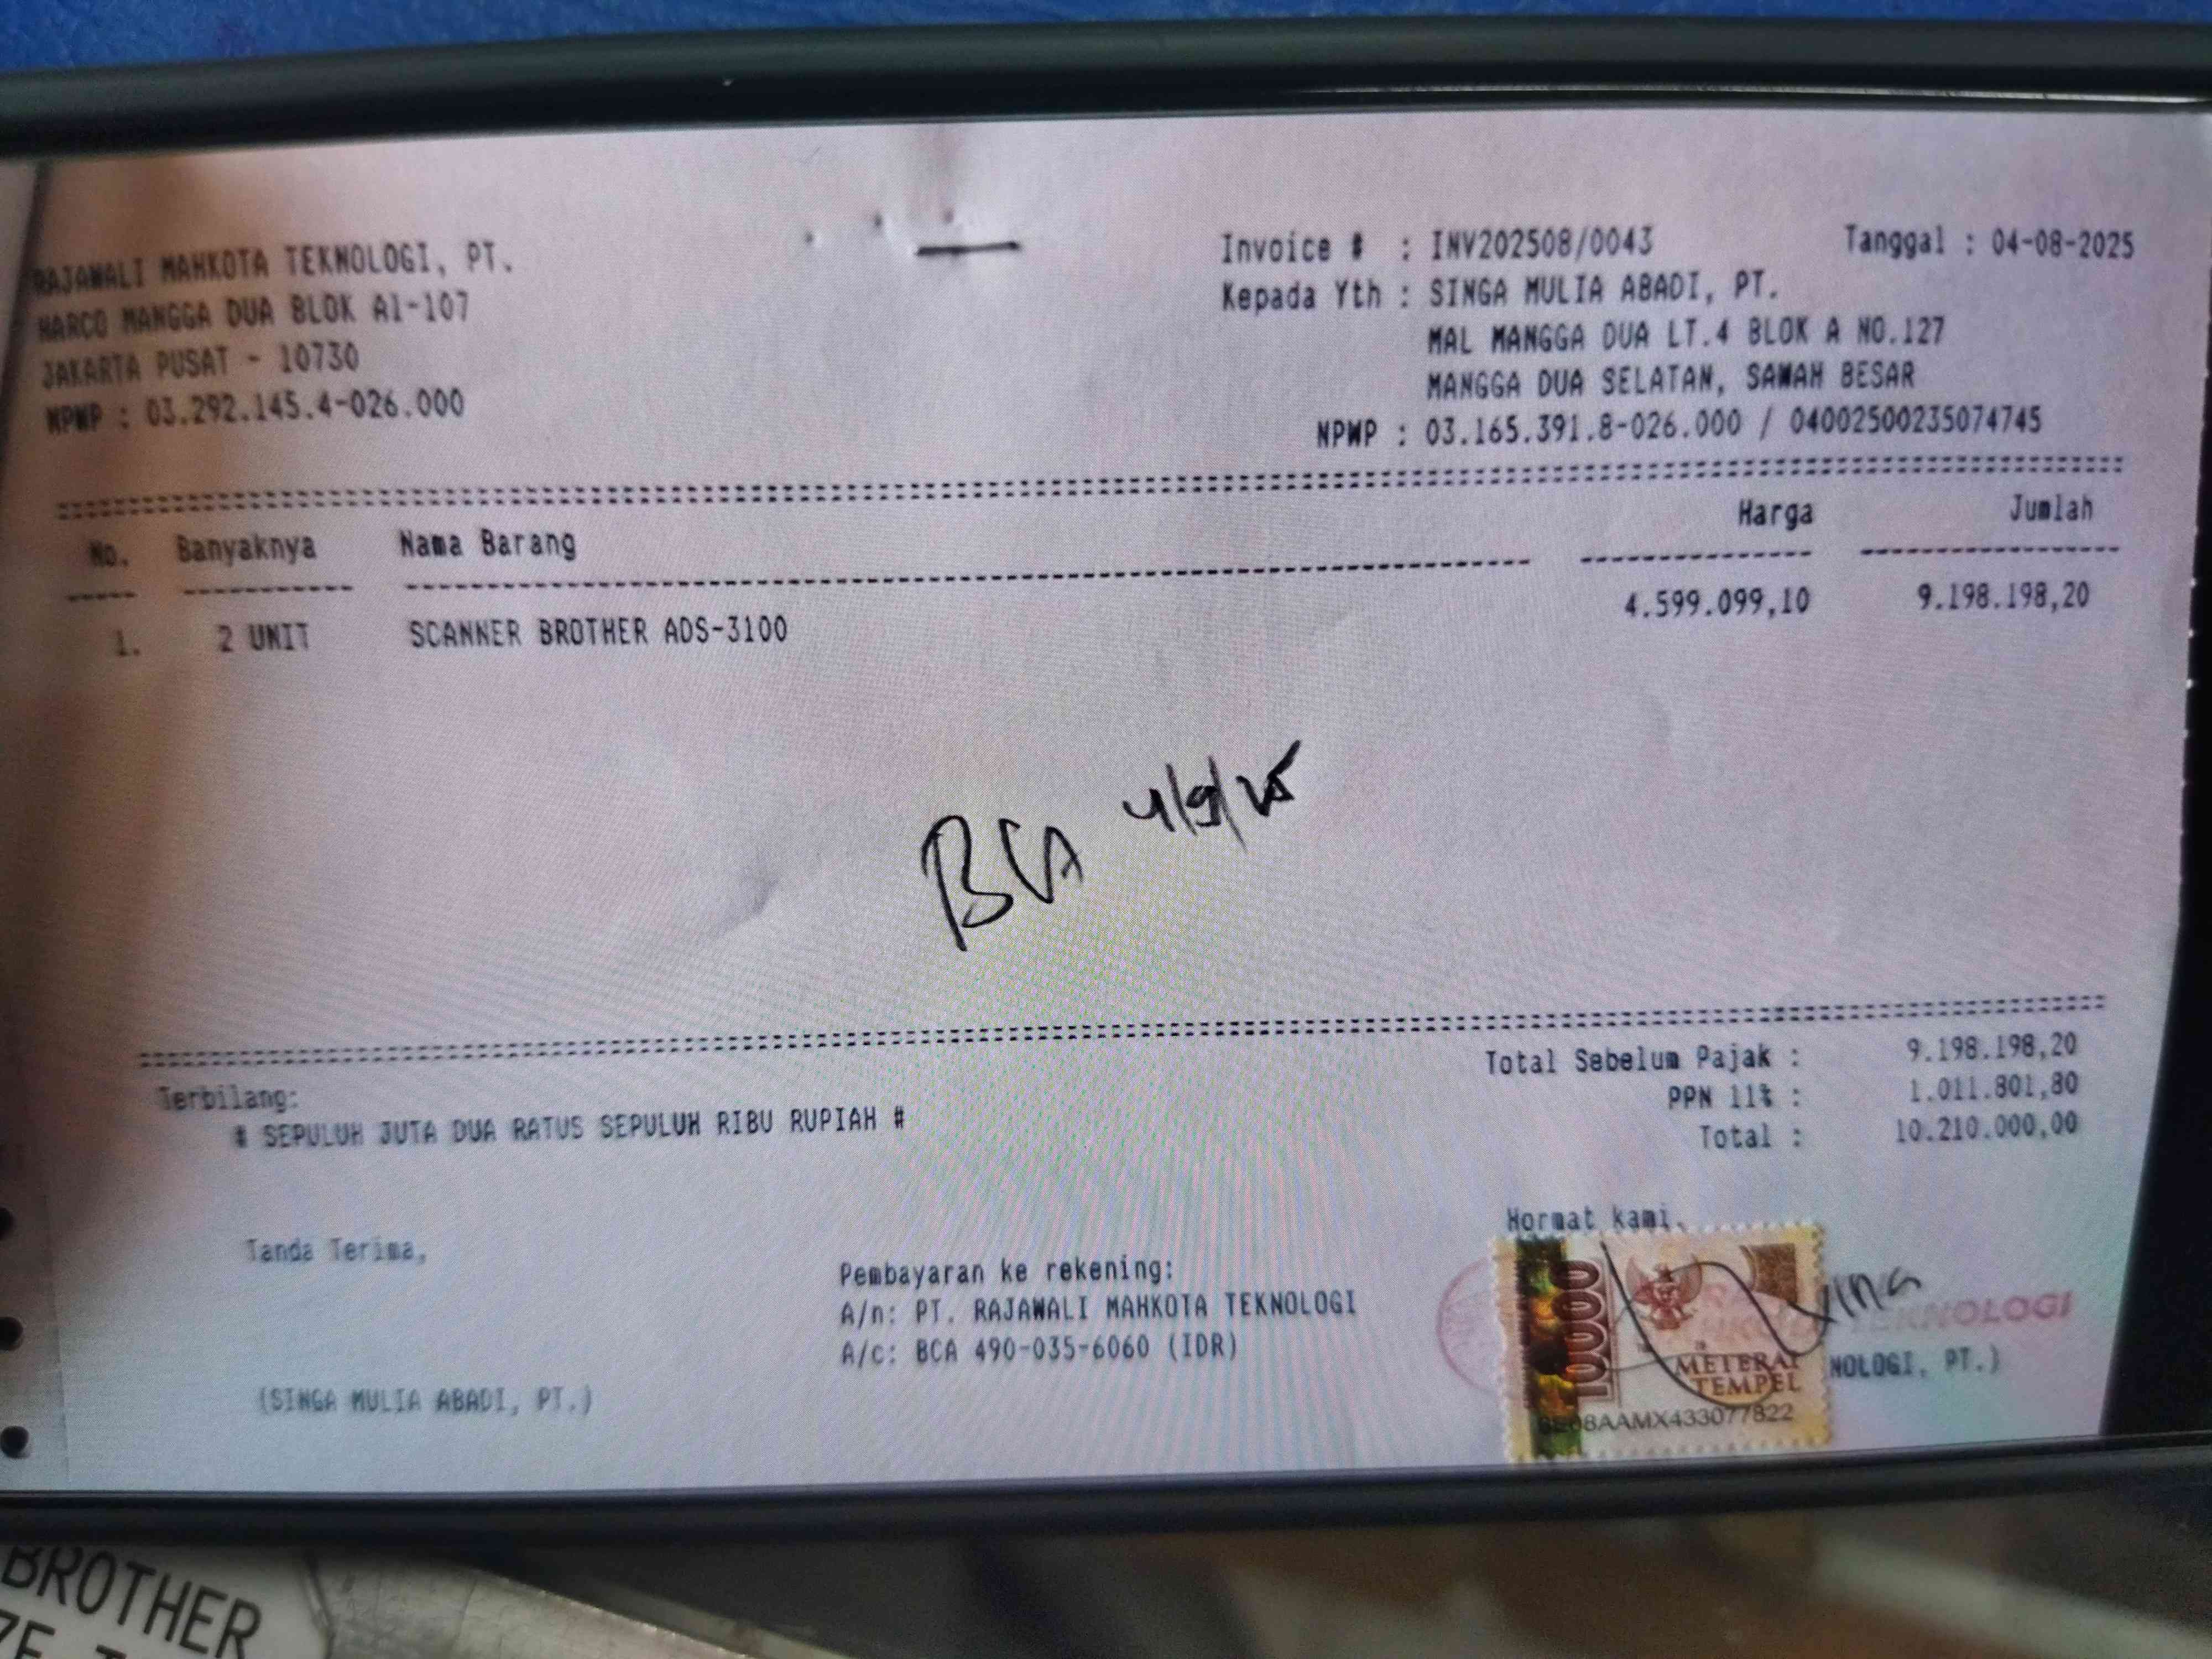 RAJAWALI MAHKOTA TEKNOLOGI, PT.
HARCO MANGGA DUA BLOK A1-107
JAKARTA PUSAT - 10730
NPWP : 03.292.145.4-026.000
Invoice # : INV202508/0043 Tanggal : 04-08-2025
Kepada Yth : SINGA MULIA ABADI, PT.
MAL MANGGA DUA LT.4 BLOK A NO.127
MANGGA DUA SELATAN, SAWAH BESAR
NPWP : 03.165.391.8-026.000 / 04002500235074745
No. Banyaknya Nama Barang Harga Jumlah
1. 2 UNIT SCANNER BROTHER ADS-3100 4.599.099,10 9.198.198,20
BCA 4/9/25
Total Sebelum Pajak : 9.198.198,20
PPN 11% : 1.011.801,80
Total : 10.210.000,00
Terbilang:
# SEPULUH JUTA DUA RATUS SEPULUH RIBU RUPIAH #
Tanda Terima,
(SINGA MULIA ABADI, PT.)
Pembayaran ke rekening:
A/n: PT. RAJAWALI MAHKOTA TEKNOLOGI
A/c: BCA 490-035-6060 (IDR)
Hormat kami,
10000
TEKNOLOGI
METERAI
TEMPEL
NOLOGI, PT.)
08AAMX433077822
BROTHER